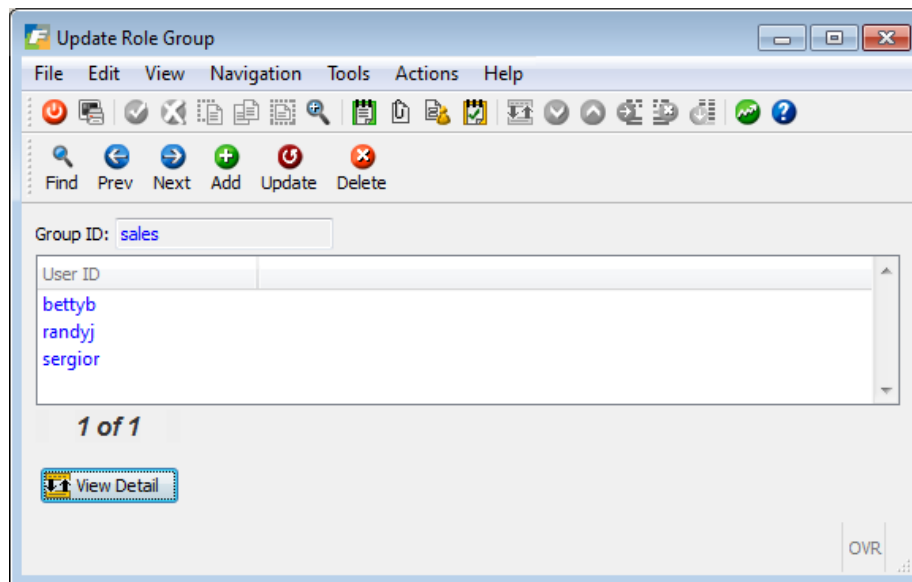 Update Role Group
File Edit View Navigation Tools Actions Help
Find Prev Next Add Update Delete
Group ID: sales
User ID
bettyb
randyj
sergior
1 of 1
View Detail
OVR